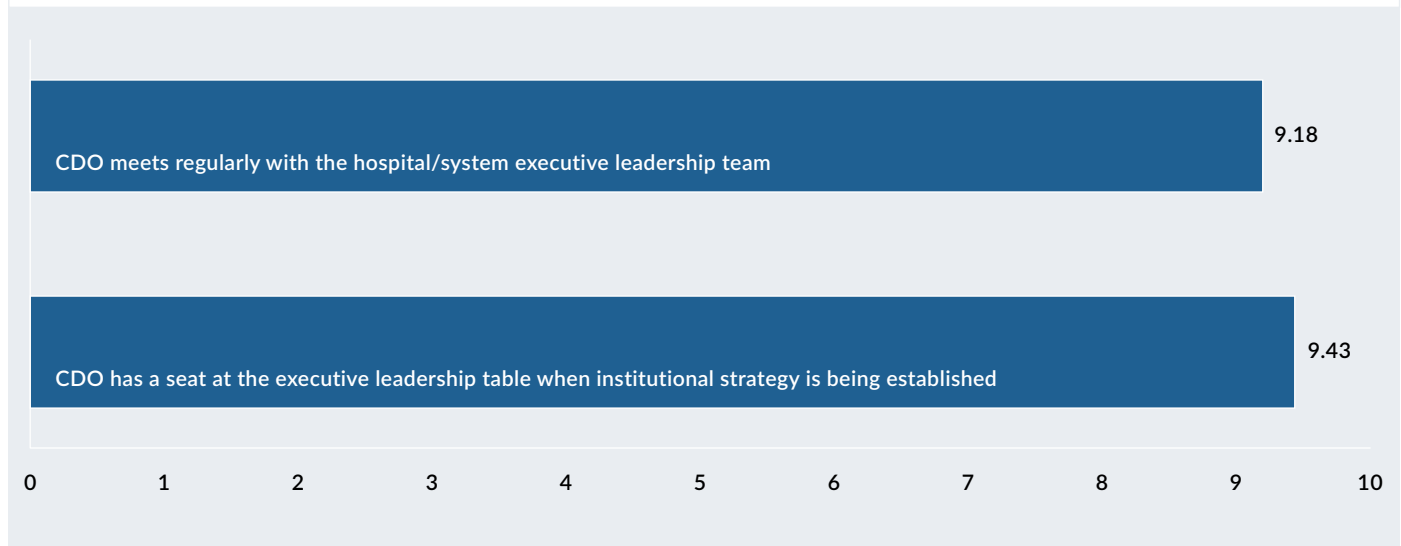 CDO meets regularly with the hospital/system executive leadership team
9.18
CDO has a seat at the executive leadership table when institutional strategy is being established
9.43
0 1 2 3 4 5 6 7 8 9 10